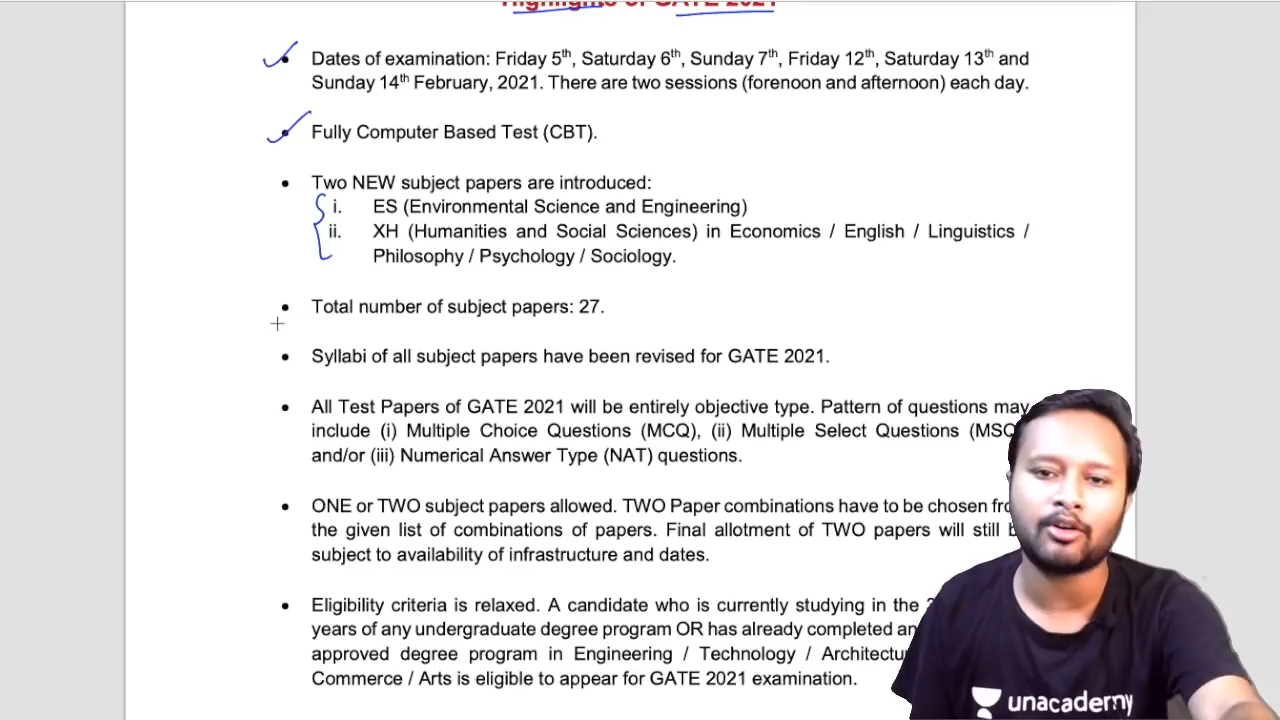 Highlights of GATE 2021
• Dates of examination: Friday 5th, Saturday 6th, Sunday 7th, Friday 12th, Saturday 13th and
Sunday 14th February, 2021. There are two sessions (forenoon and afternoon) each day.
• Fully Computer Based Test (CBT).
• Two NEW subject papers are introduced:
i. ES (Environmental Science and Engineering)
ii. XH (Humanities and Social Sciences) in Economics / English / Linguistics /
Philosophy / Psychology / Sociology.
• Total number of subject papers: 27.
• Syllabi of all subject papers have been revised for GATE 2021.
• All Test Papers of GATE 2021 will be entirely objective type. Pattern of questions may
include (i) Multiple Choice Questions (MCQ), (ii) Multiple Select Questions (MSQ
and/or (iii) Numerical Answer Type (NAT) questions.
• ONE or TWO subject papers allowed. TWO Paper combinations have to be chosen
the given list of combinations of papers. Final allotment of TWO papers will still
subject to availability of infrastructure and dates.
• Eligibility criteria is relaxed. A candidate who is currently studying in the
years of any undergraduate degree program OR has already completed
approved degree program in Engineering / Technology /
Commerce / Arts is eligible to appear for GATE 2021 examination.
unacademy